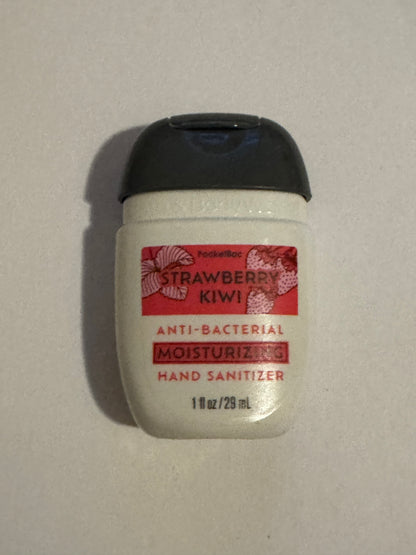 PocketBac
STRAWBERRY
KIWI
ANTI-BACTERIAL
MOISTURIZING
HAND SANITIZER
1 fl oz / 29 mL